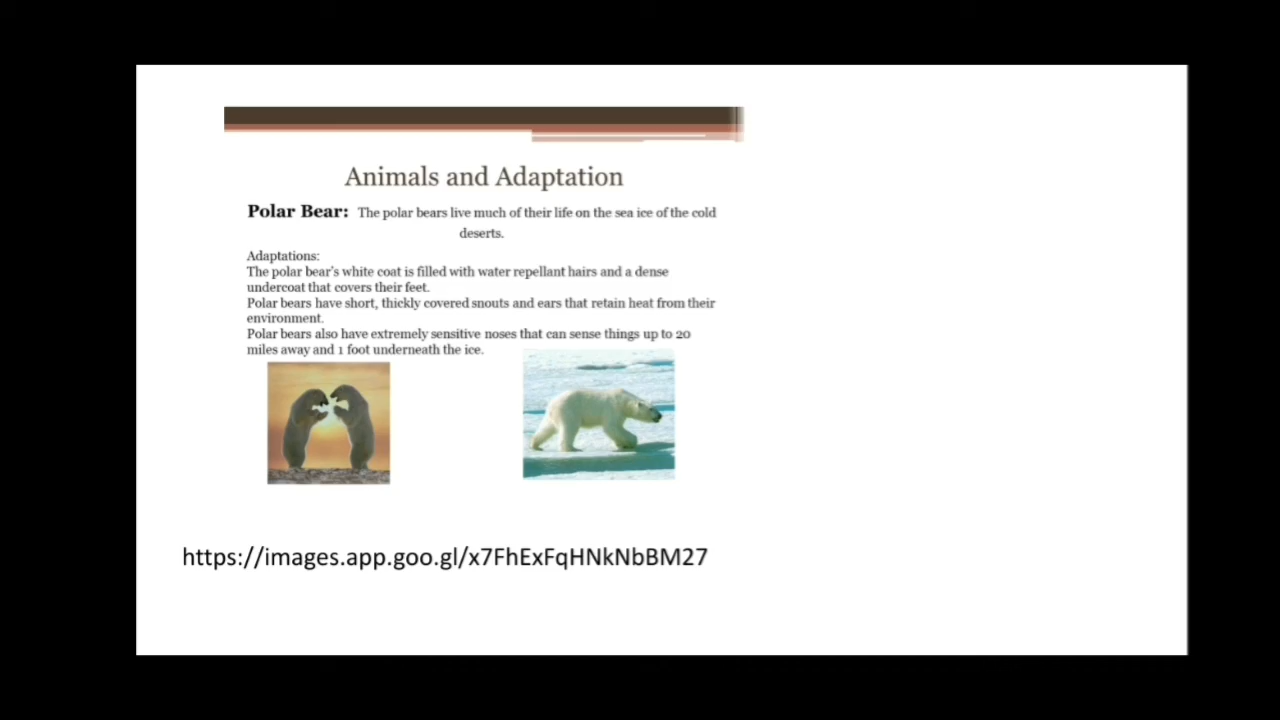 Animals and Adaptation
Polar Bear: The polar bears live much of their life on the sea ice of the cold
deserts.
Adaptations:
The polar bear's white coat is filled with water repellant hairs and a dense
undercoat that covers their feet.
Polar bears have short, thickly covered snouts and ears that retain heat from their
environment.
Polar bears also have extremely sensitive noses that can sense things up to 20
miles away and 1 foot underneath the ice.
https://images.app.goo.gl/x7FhExFqHNkNbBM27